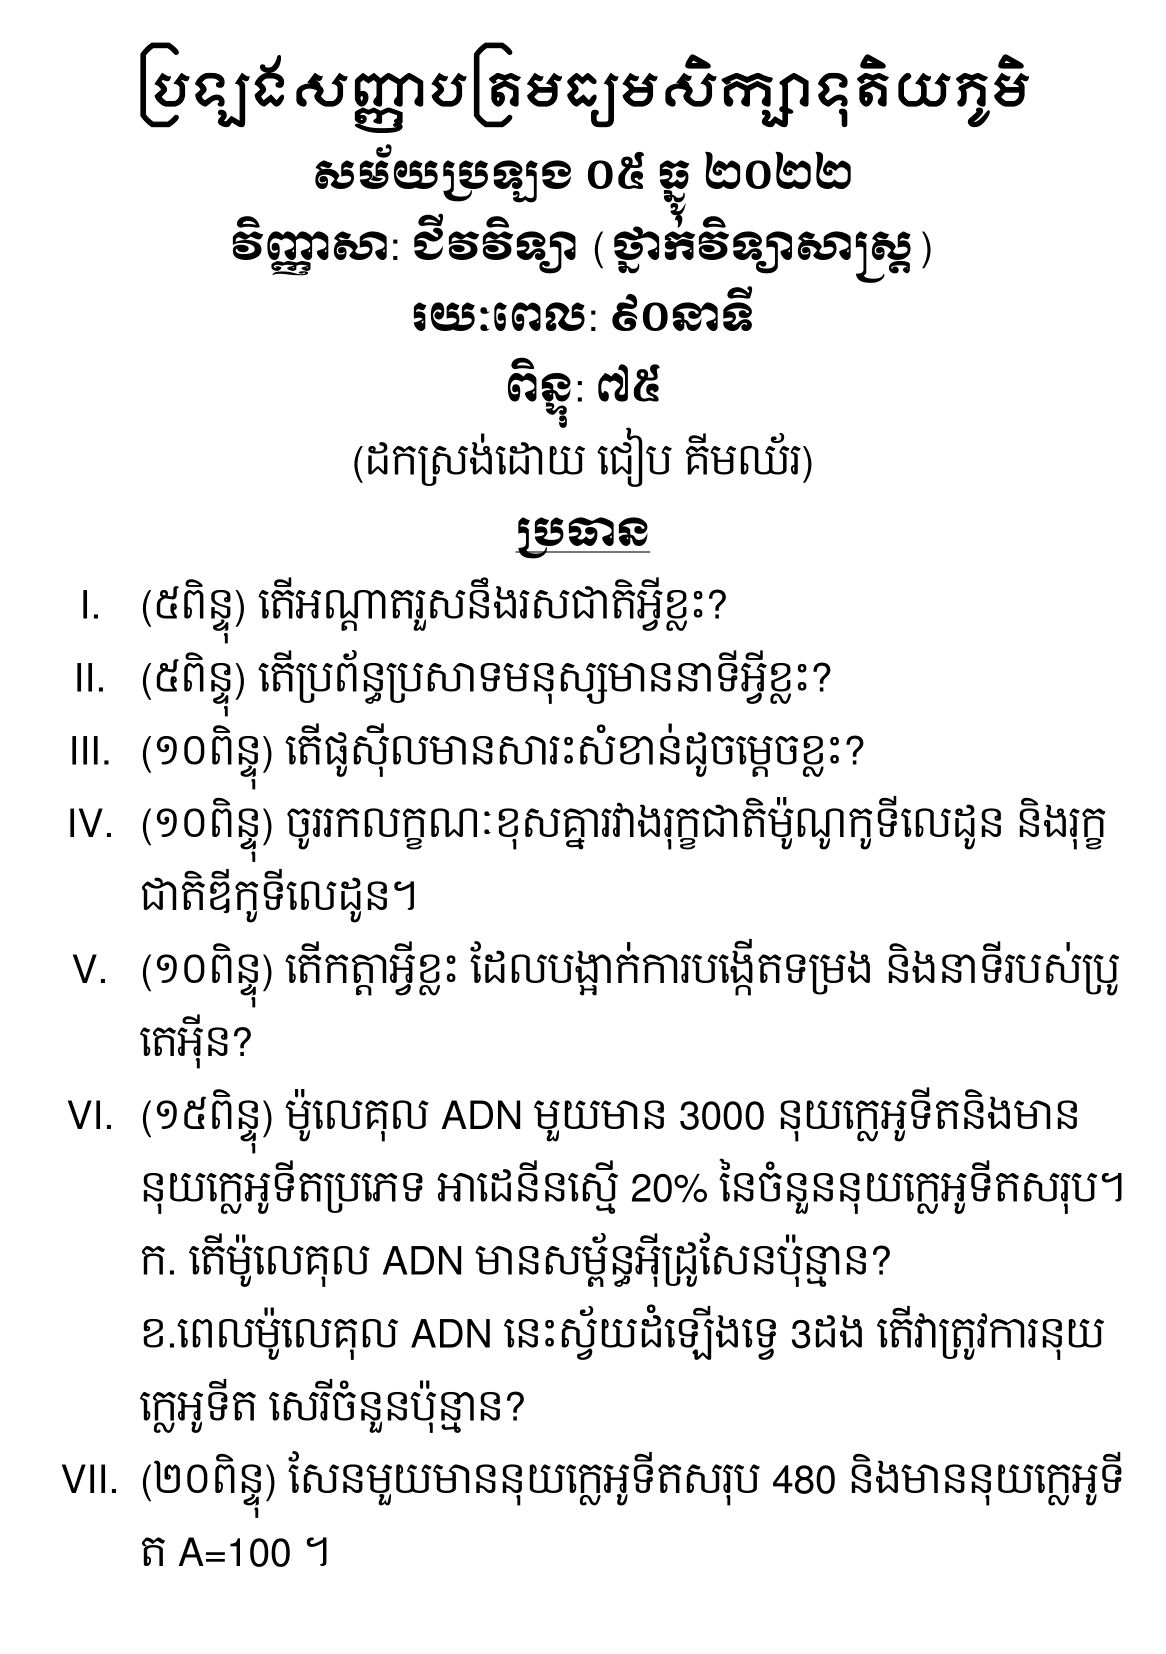 ប្រឡងសញ្ញាបត្រមធ្យមសិក្សាទុតិយភូមិ
សម័យប្រឡង ០៥ ធ្នូ ២០២២
វិញ្ញាសា: ជីវវិទ្យា (ថ្នាក់វិទ្យាសាស្ត្រ)
រយៈពេល: ៩០នាទី
ពិន្ទុ: ៧៥
(ដកស្រង់ដោយ ជៀប គីមឈ័រ)
ប្រធាន
I. (៥ពិន្ទុ) តើអណ្តាតរួសនឹងរសជាតិអ្វីខ្លះ?
II. (៥ពិន្ទុ) តើប្រព័ន្ធប្រសាទមនុស្សមាននាទីអ្វីខ្លះ?
III. (១០ពិន្ទុ) តើផូស៊ីលមានសារះសំខាន់ដូចម្តេចខ្លះ?
IV. (១០ពិន្ទុ) ចូររកលក្ខណៈខុសគ្នារវាងរុក្ខជាតិម៉ូណូកូទីលេដូន និងរុក្ខ
ជាតិឌីកូទីលេដូន។
V. (១០ពិន្ទុ) តើកត្តាអ្វីខ្លះ ដែលបង្អាក់ការបង្កើតទម្រង និងនាទីរបស់ប្រូ
តេអ៊ីន?
VI. (១៥ពិន្ទុ) ម៉ូលេគុល ADN មួយមាន 3000 នុយក្លេអូទីតនិងមាន
នុយក្លេអូទីតប្រភេទ អាដេនីនស្មើ 20% នៃចំនួននុយក្លេអូទីតសរុប។
ក. តើម៉ូលេគុល ADN មានសម្ព័ន្ធអ៊ីដ្រូសែនប៉ុន្មាន?
ខ.ពេលម៉ូលេគុល ADN នេះស្វ័យដំឡើងទ្វេ 3ដង តើវាត្រូវការនុយ
ក្លេអូទីត សេរីចំនួនប៉ុន្មាន?
VII. (២០ពិន្ទុ) សែនមួយមាននុយក្លេអូទីតសរុប 480 និងមាននុយក្លេអូទី
ត A=100 ។